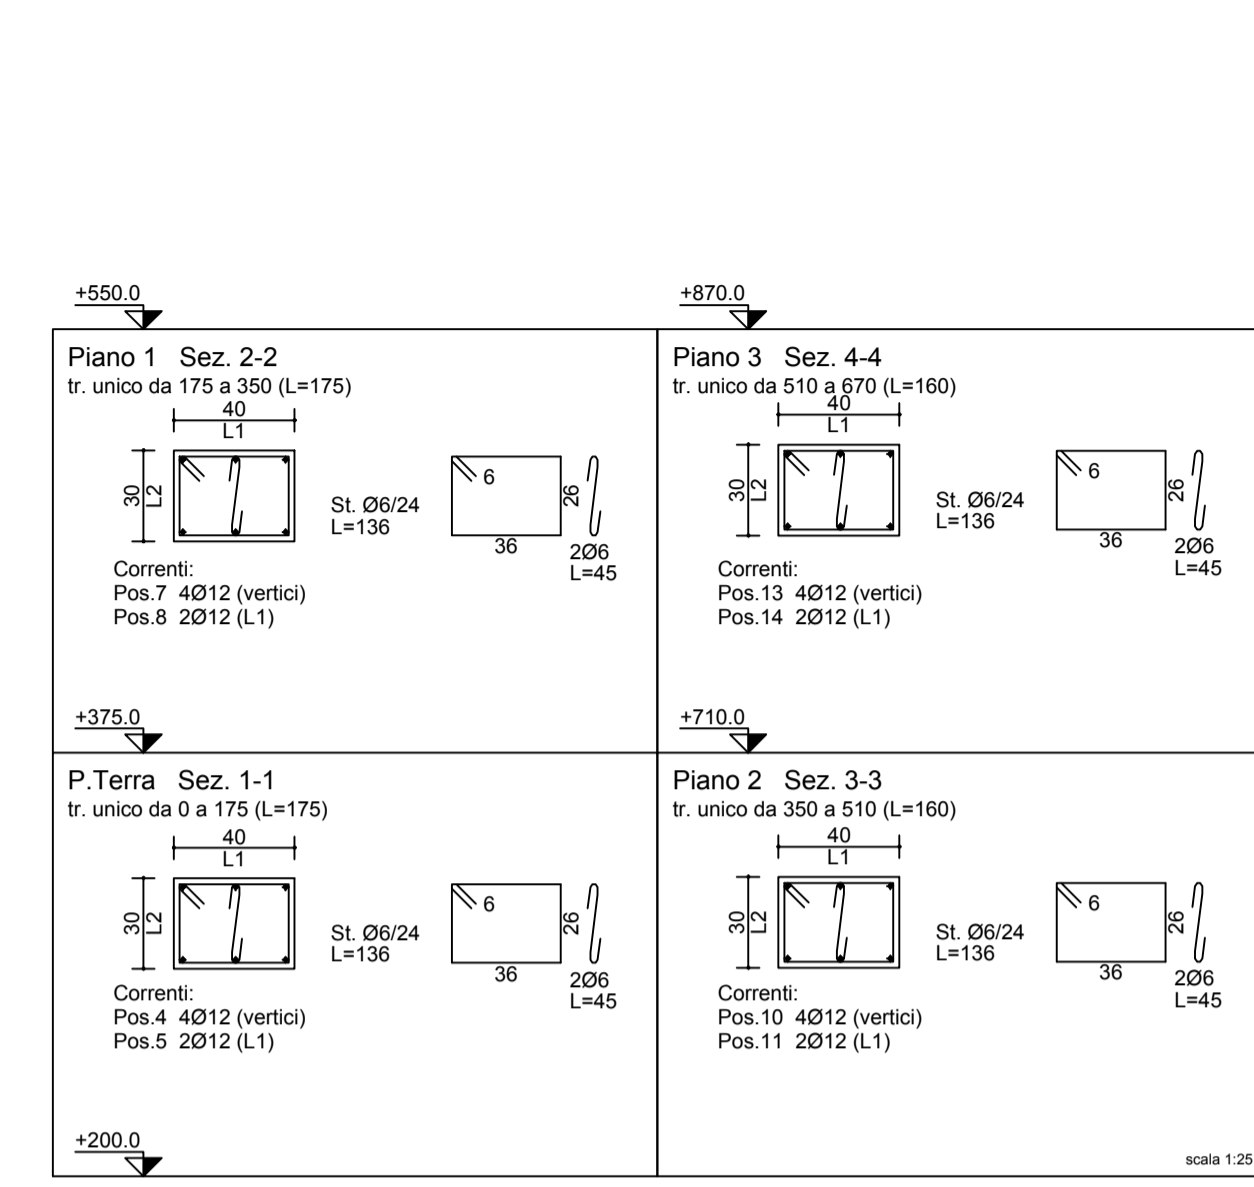 +550.0
Piano 1 Sez. 2-2
tr. unico da 175 a 350 (L=175)
40
L1
30
L2
St. Ø6/24
L=136
6
36
26
2Ø6
L=45
Correnti:
Pos.7 4Ø12 (vertici)
Pos.8 2Ø12 (L1)
+870.0
Piano 3 Sez. 4-4
tr. unico da 510 a 670 (L=160)
40
L1
30
L2
St. Ø6/24
L=136
6
36
26
2Ø6
L=45
Correnti:
Pos.13 4Ø12 (vertici)
Pos.14 2Ø12 (L1)
+375.0
P.Terra Sez. 1-1
tr. unico da 0 a 175 (L=175)
40
L1
30
L2
St. Ø6/24
L=136
6
36
26
2Ø6
L=45
Correnti:
Pos.4 4Ø12 (vertici)
Pos.5 2Ø12 (L1)
+200.0
+710.0
Piano 2 Sez. 3-3
tr. unico da 350 a 510 (L=160)
40
L1
30
L2
St. Ø6/24
L=136
6
36
26
2Ø6
L=45
Correnti:
Pos.10 4Ø12 (vertici)
Pos.11 2Ø12 (L1)
scala 1:25